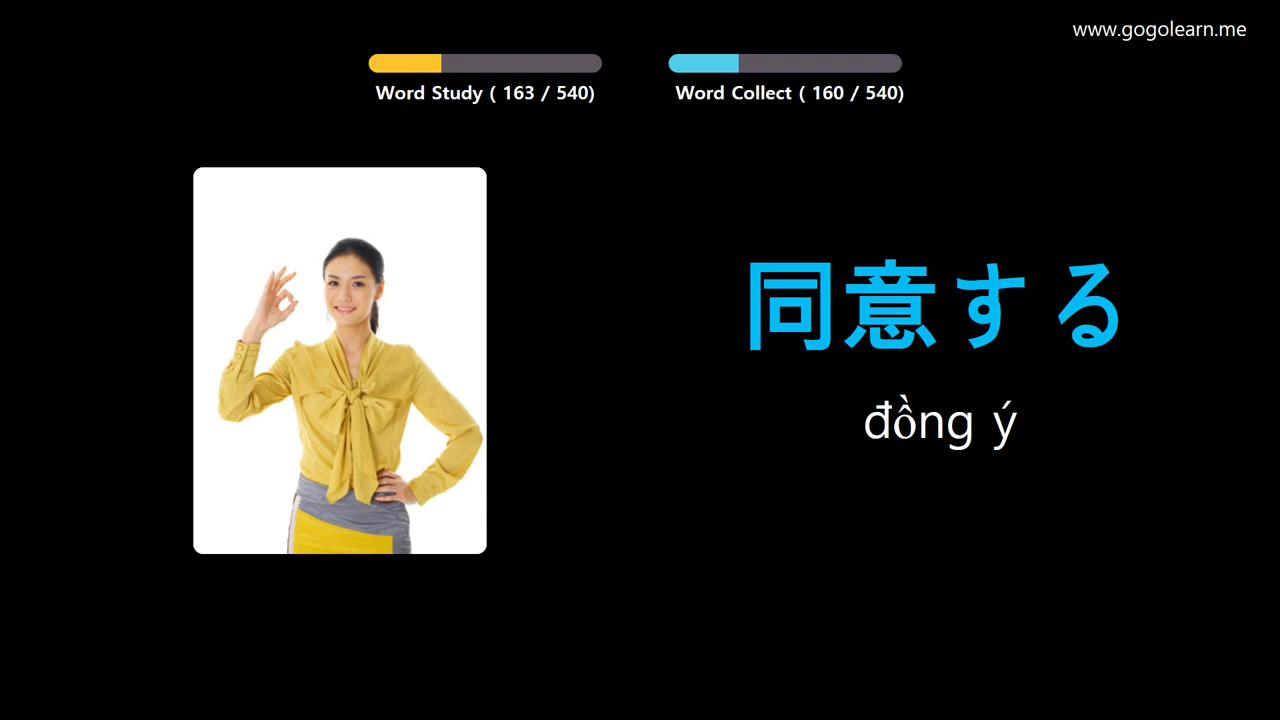 www.gogolearn.me
Word Study ( 163 / 540)
Word Collect ( 160 / 540)
同意する
đồng ý